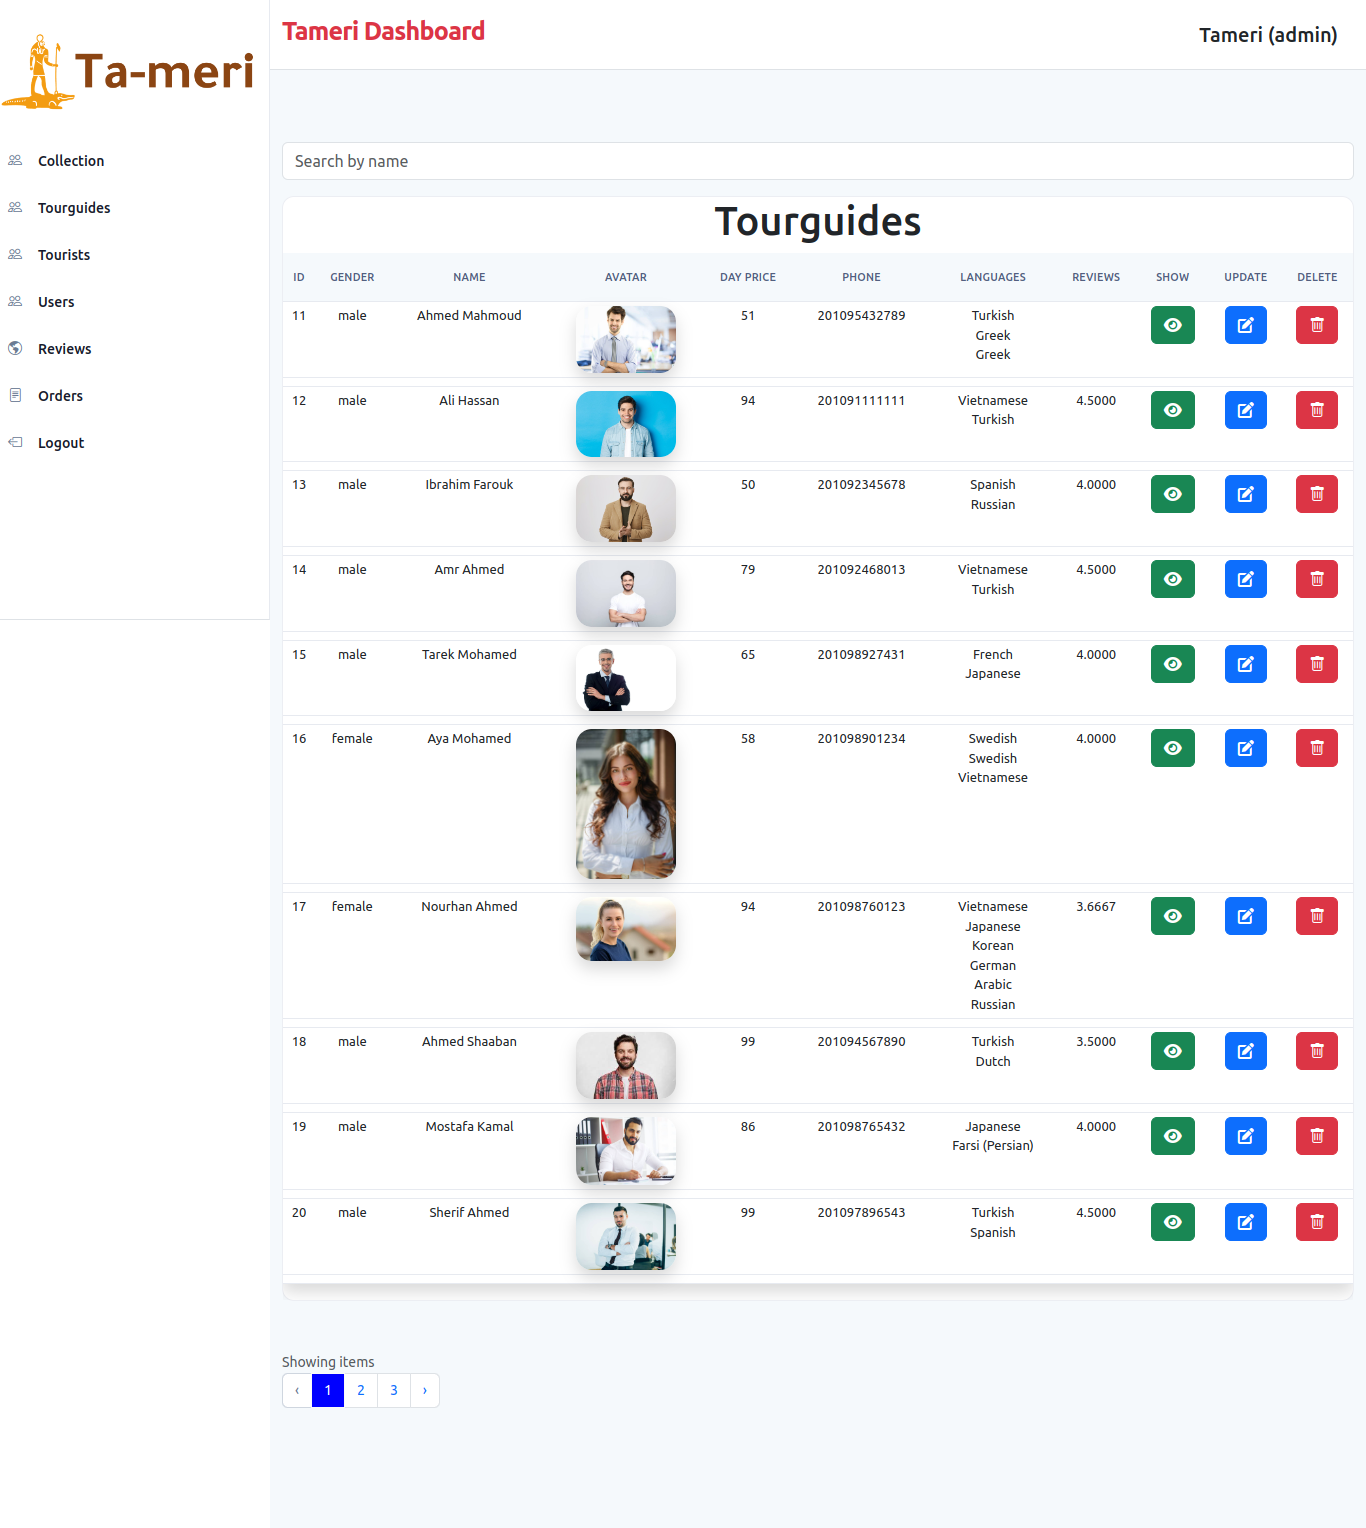 Ta-meri
Tameri Dashboard
Tameri (admin)
Collection
Tourguides
Tourists
Users
Reviews
Orders
Logout
Search by name
Tourguides
ID GENDER NAME AVATAR DAY PRICE PHONE LANGUAGES REVIEWS SHOW UPDATE DELETE
11 male Ahmed Mahmoud 51 201095432789 Turkish
Greek
Greek
12 male Ali Hassan 94 201091111111 Vietnamese 4.5000
Turkish
13 male Ibrahim Farouk 50 201092345678 Spanish 4.0000
Russian
14 male Amr Ahmed 79 201092468013 Vietnamese 4.5000
Turkish
15 male Tarek Mohamed 65 201098927431 French 4.0000
Japanese
16 female Aya Mohamed 58 201098901234 Swedish 4.0000
Swedish
Vietnamese
17 female Nourhan Ahmed 94 201098760123 Vietnamese 3.6667
Japanese
Korean
German
Arabic
Russian
18 male Ahmed Shaaban 99 201094567890 Turkish 3.5000
Dutch
19 male Mostafa Kamal 86 201098765432 Japanese 4.0000
Farsi (Persian)
20 male Sherif Ahmed 99 201097896543 Turkish 4.5000
Spanish
Showing items
‹ 1 2 3 ›